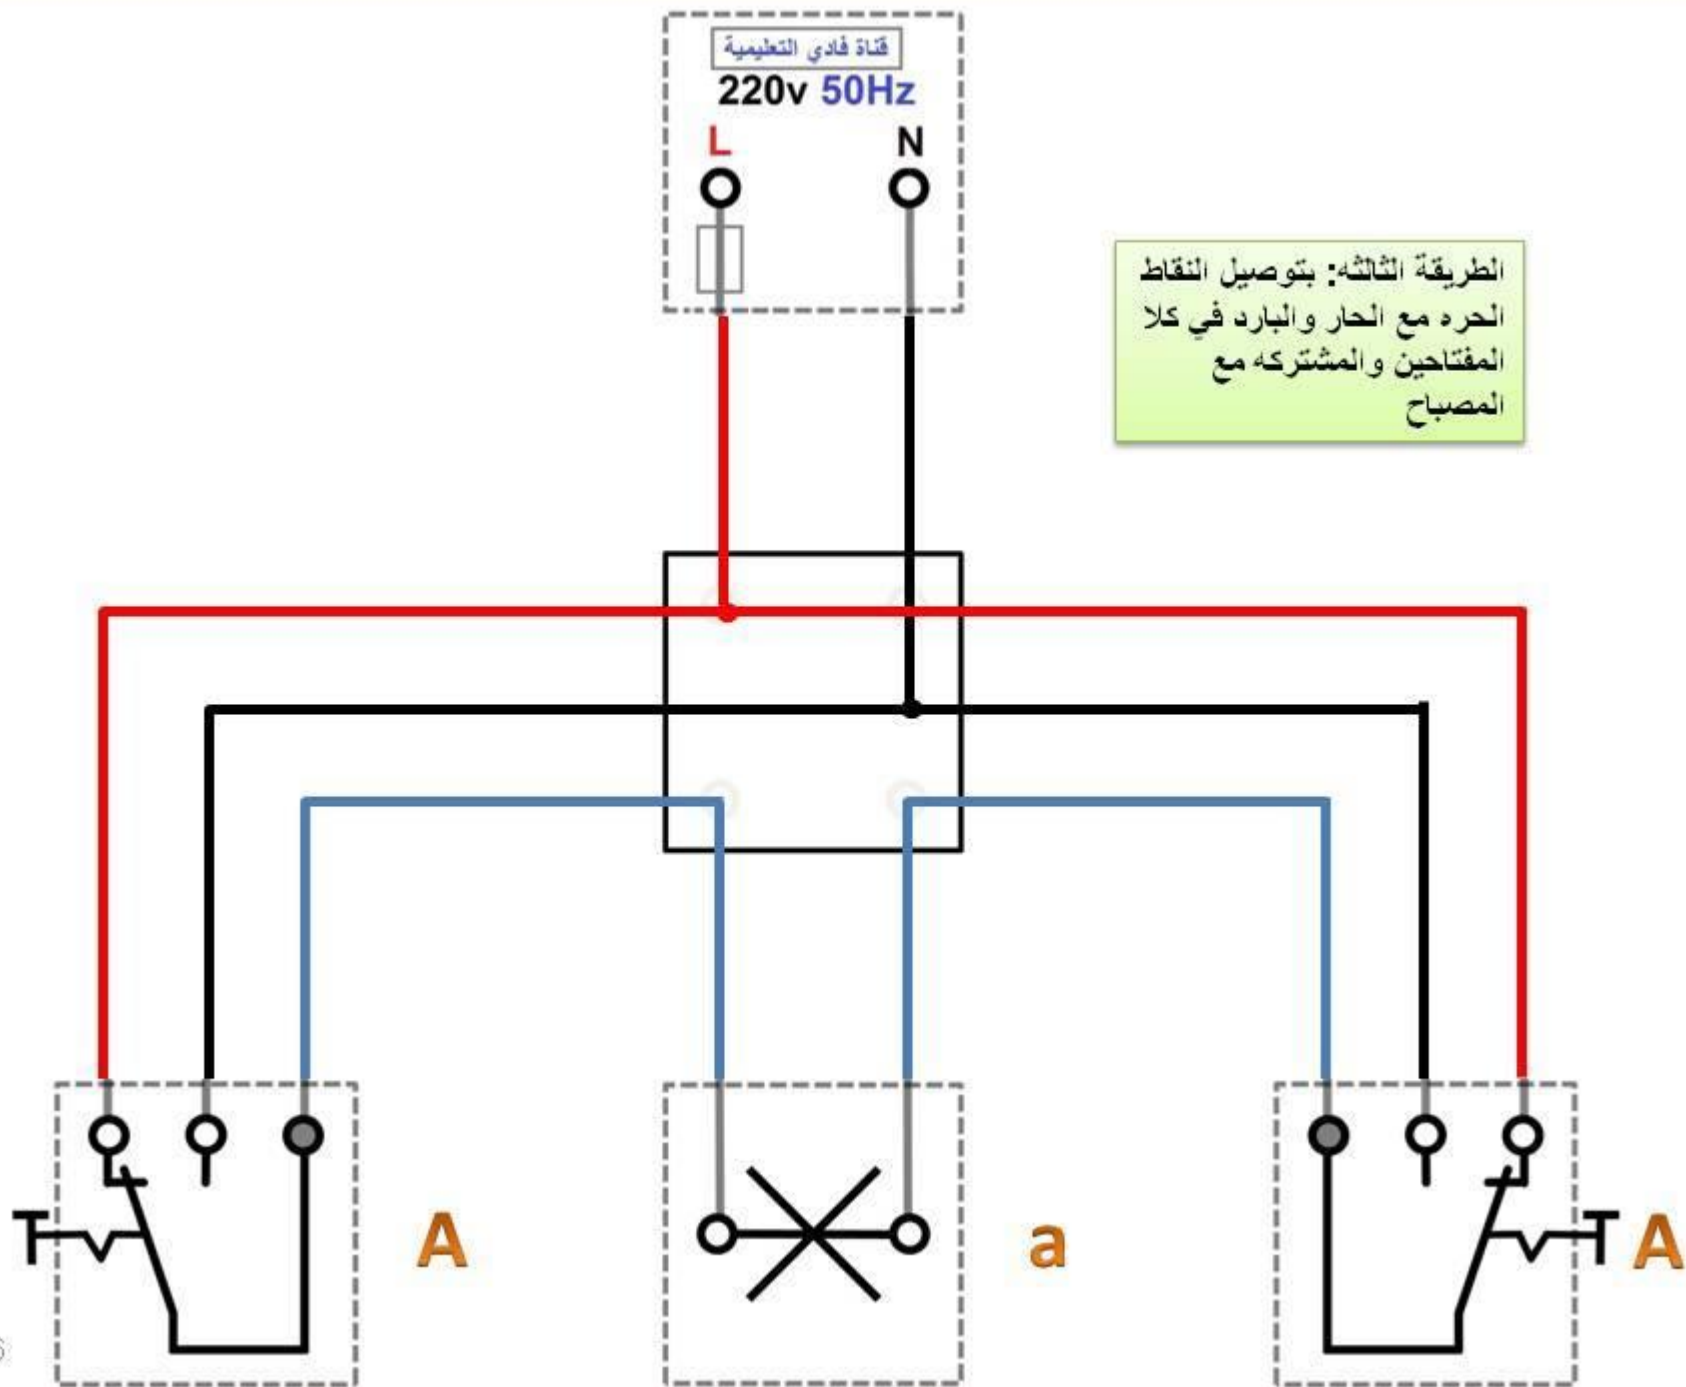 قناة فادي التعليمية
220v 50Hz
L N
الطريقة الثالثه: بتوصيل النقاط
الحره مع الحار والبارد في كلا
المفتاحين والمشتركه مع
المصباح
A a A